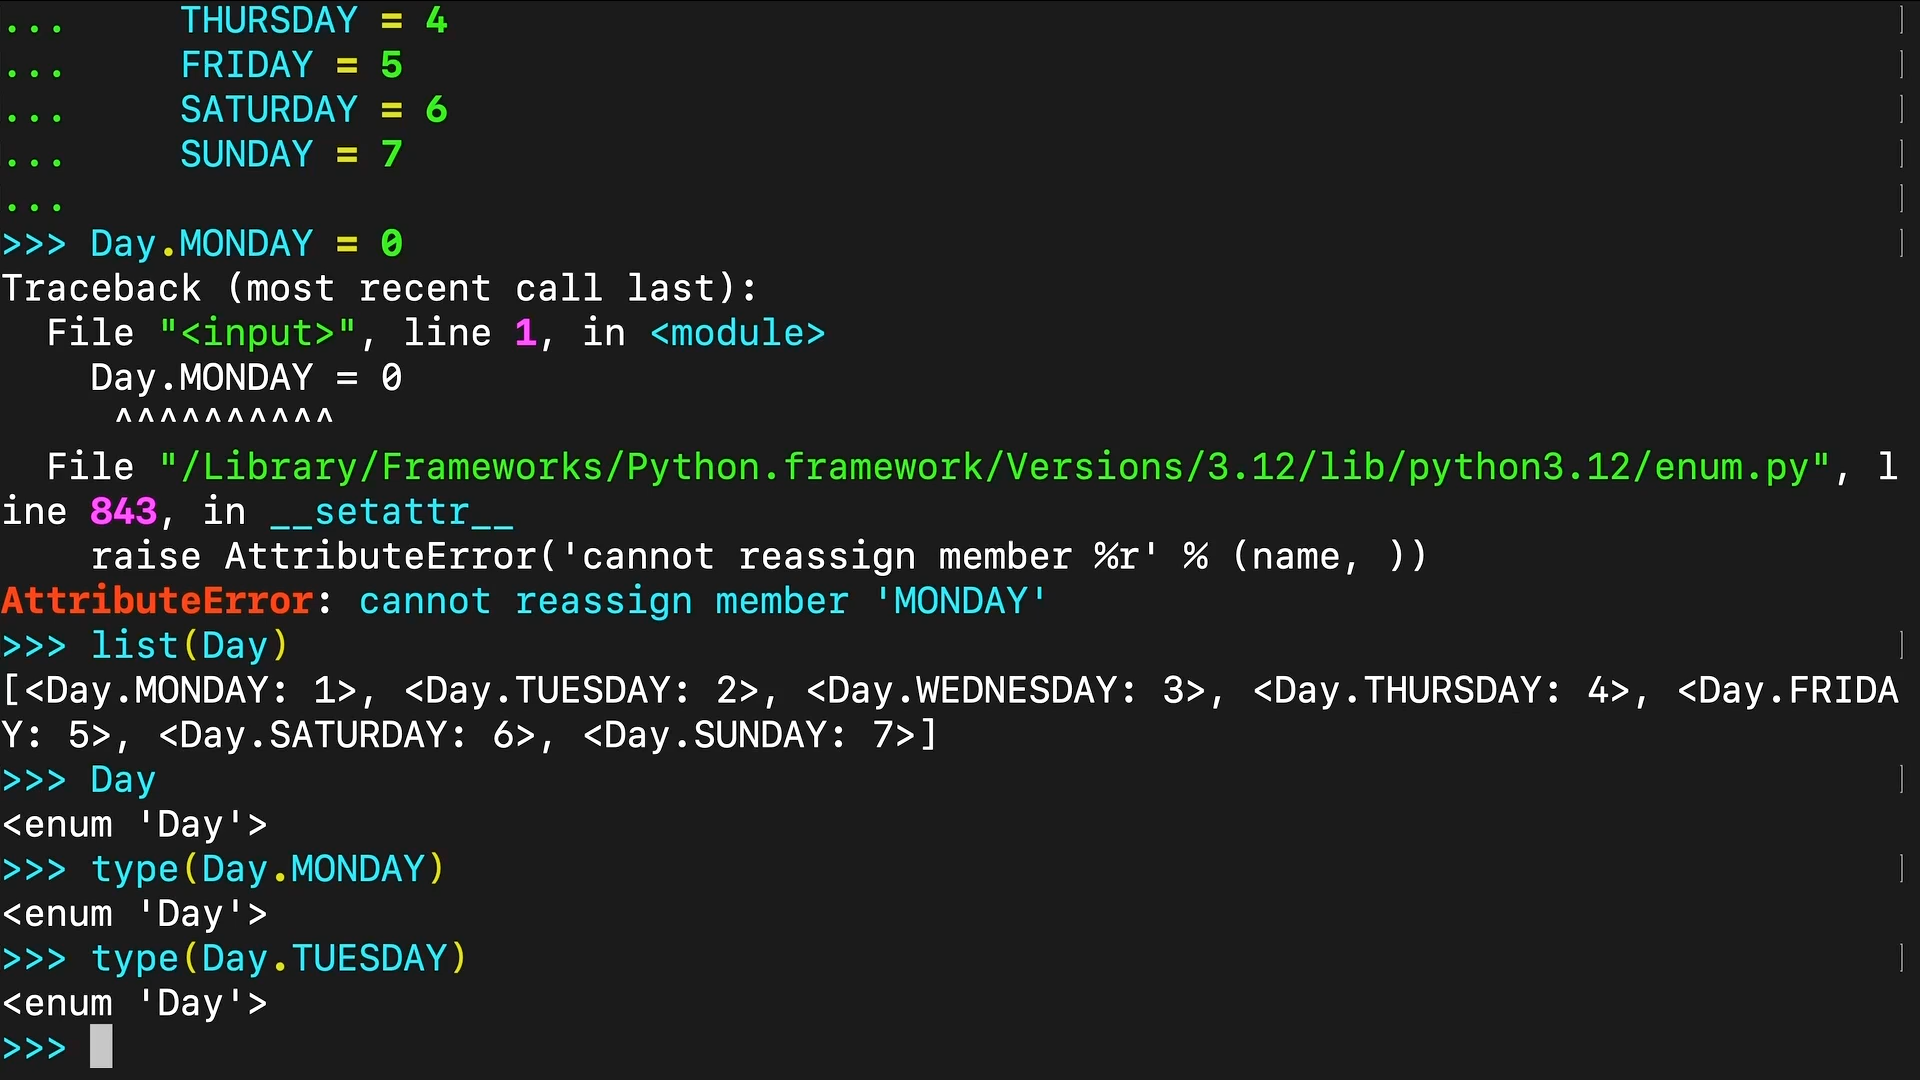 ...     THURSDAY = 4
...     FRIDAY = 5
...     SATURDAY = 6
...     SUNDAY = 7
...
>>> Day.MONDAY = 0
Traceback (most recent call last):
  File "<input>", line 1, in <module>
    Day.MONDAY = 0
     ^^^^^^^^^^
  File "/Library/Frameworks/Python.framework/Versions/3.12/lib/python3.12/enum.py", l
ine 843, in __setattr__
    raise AttributeError('cannot reassign member %r' % (name, ))
AttributeError: cannot reassign member 'MONDAY'
>>> list(Day)
[<Day.MONDAY: 1>, <Day.TUESDAY: 2>, <Day.WEDNESDAY: 3>, <Day.THURSDAY: 4>, <Day.FRIDA
Y: 5>, <Day.SATURDAY: 6>, <Day.SUNDAY: 7>]
>>> Day
<enum 'Day'>
>>> type(Day.MONDAY)
<enum 'Day'>
>>> type(Day.TUESDAY)
<enum 'Day'>
>>>